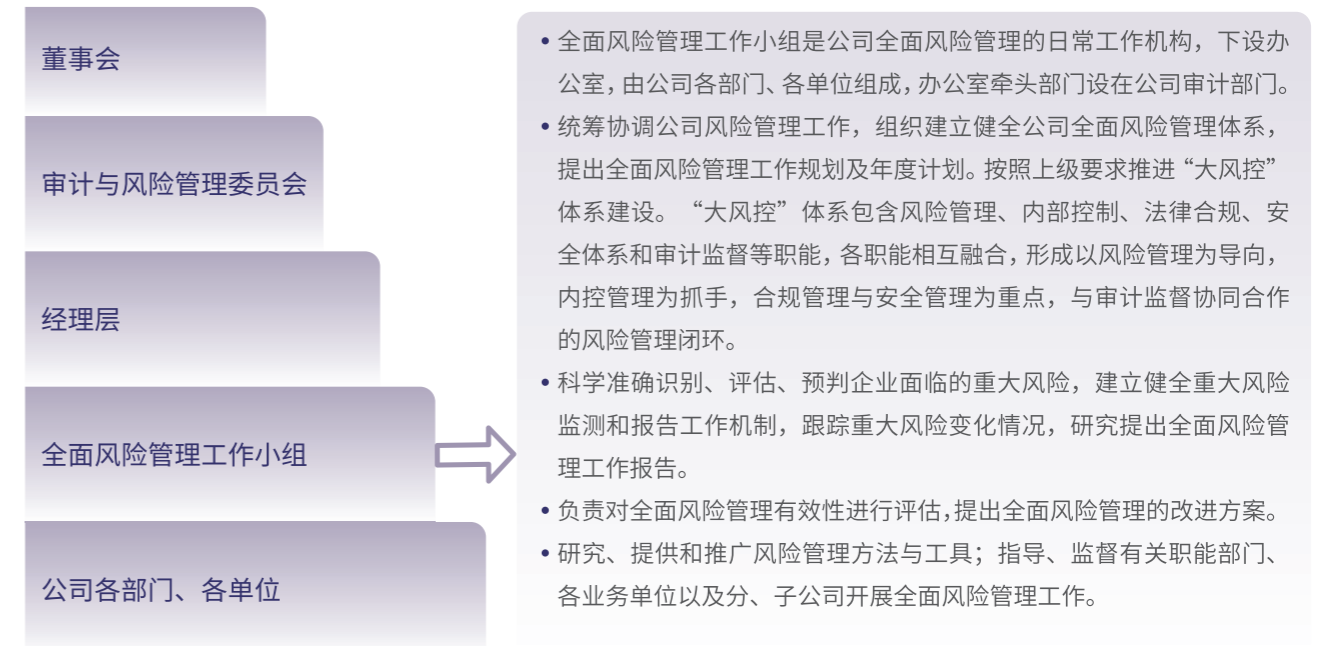 董事会
审计与风险管理委员会
经理层
全面风险管理工作小组
公司各部门、各单位
• 全面风险管理工作小组是公司全面风险管理的日常工作机构，下设办
公室，由公司各部门、各单位组成，办公室牵头部门设在公司审计部门。
• 统筹协调公司风险管理工作，组织建立健全公司全面风险管理体系，
提出全面风险管理工作规划及年度计划。按照上级要求推进“大风控”
体系建设。“大风控”体系包含风险管理、内部控制、法律合规、安
全体系和审计监督等职能，各职能相互融合，形成以风险管理为导向，
内控管理为抓手，合规管理与安全管理为重点，与审计监督协同合作
的风险管理闭环。
• 科学准确识别、评估、预判企业面临的重大风险，建立健全重大风险
监测和报告工作机制，跟踪重大风险变化情况，研究提出全面风险管
理工作报告。
• 负责对全面风险管理有效性进行评估，提出全面风险管理的改进方案。
• 研究、提供和推广风险管理方法与工具；指导、监督有关职能部门、
各业务单位以及分、子公司开展全面风险管理工作。